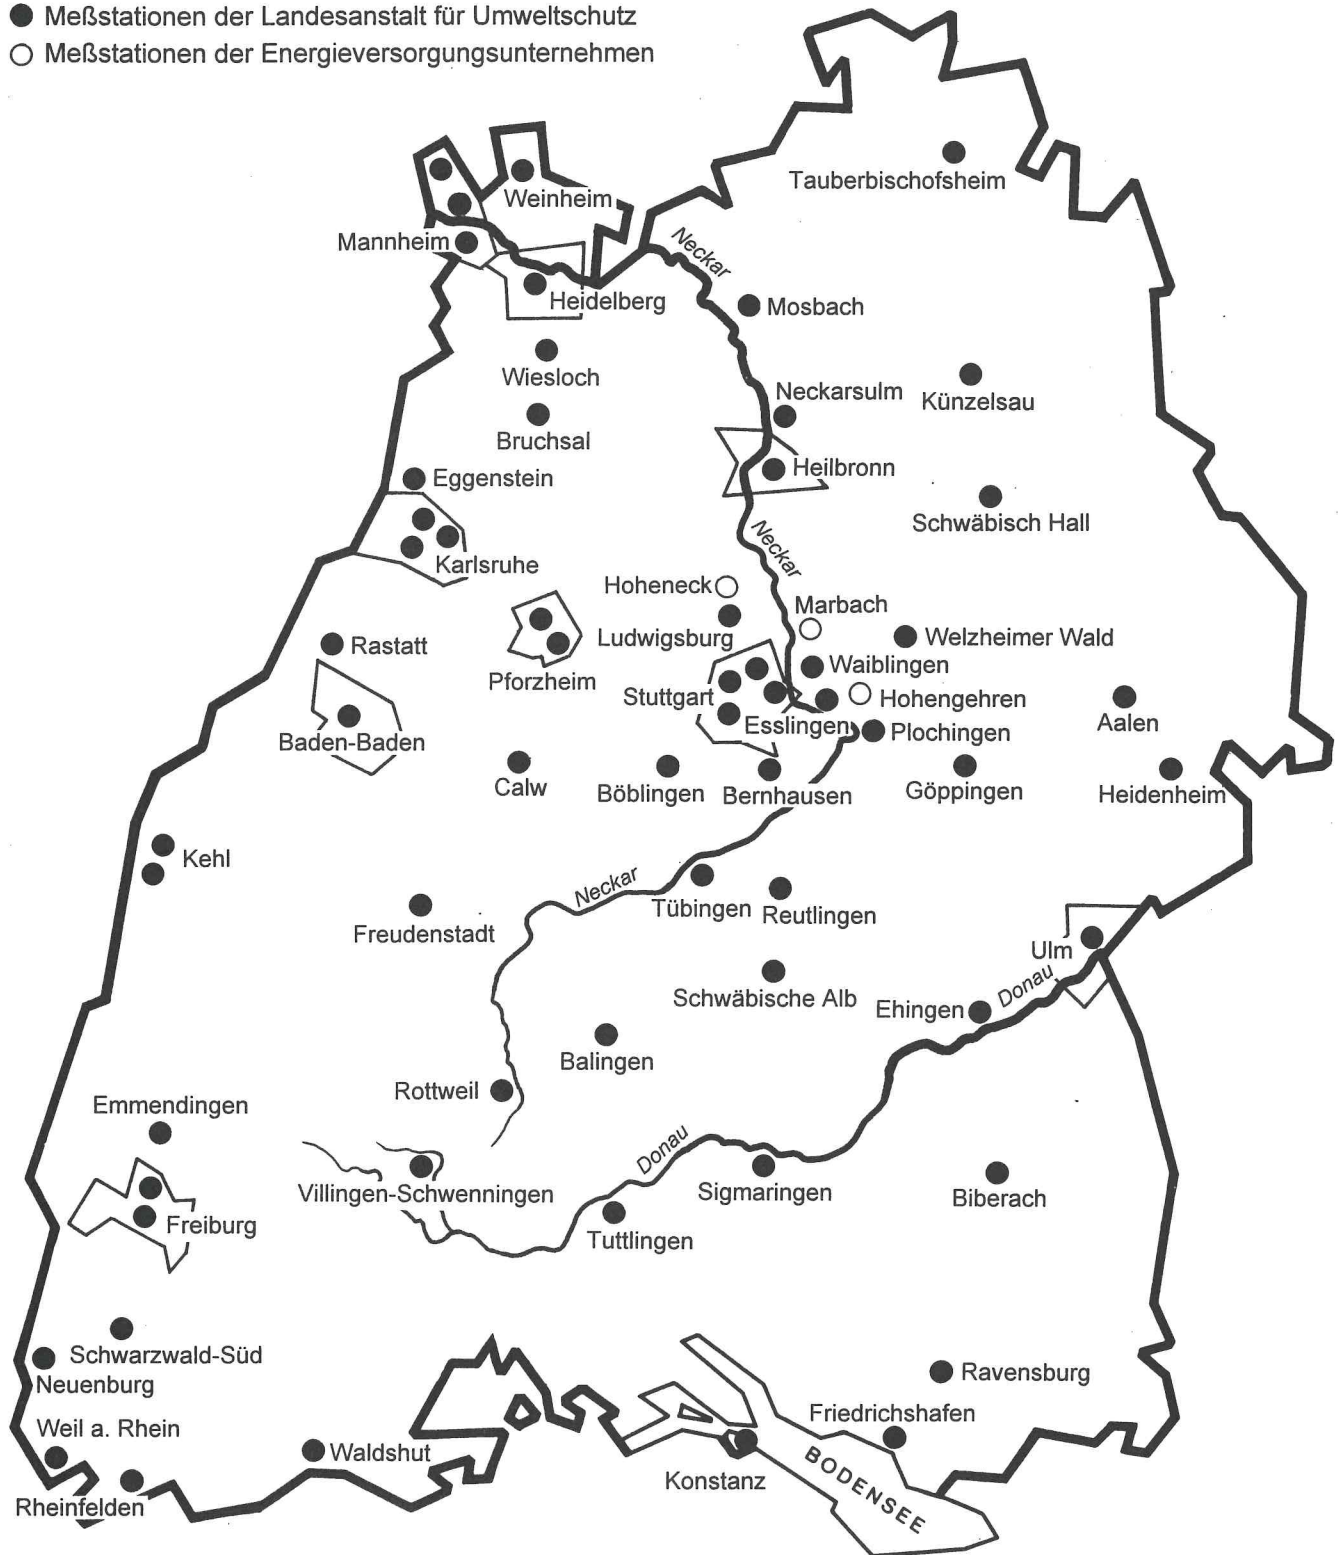 Meßstationen der Landesanstalt für Umweltschutz
Meßstationen der Energieversorgungsunternehmen
Tauberbischofsheim
Weinheim
Mannheim
Neckar
Heidelberg
Mosbach
Wiesloch
Neckarsulm
Künzelsau
Bruchsal
Heilbronn
Eggenstein
Schwäbisch Hall
Neckar
Karlsruhe
Hoheneck
Marbach
Ludwigsburg
Welzheimer Wald
Rastatt
Waiblingen
Pforzheim
Stuttgart
Hohengehren
Esslingen
Plochingen
Aalen
Baden-Baden
Calw
Böblingen
Bernhausen
Göppingen
Heidenheim
Kehl
Neckar
Tübingen
Reutlingen
Freudenstadt
Ulm
Schwäbische Alb
Donau
Ehingen
Balingen
Rottweil
Emmendingen
Donau
Villingen-Schwenningen
Sigmaringen
Biberach
Freiburg
Tuttlingen
Schwarzwald-Süd
Neuenburg
Ravensburg
Friedrichshafen
Weil a. Rhein
Waldshut
Konstanz
BODENSEE
Rheinfelden